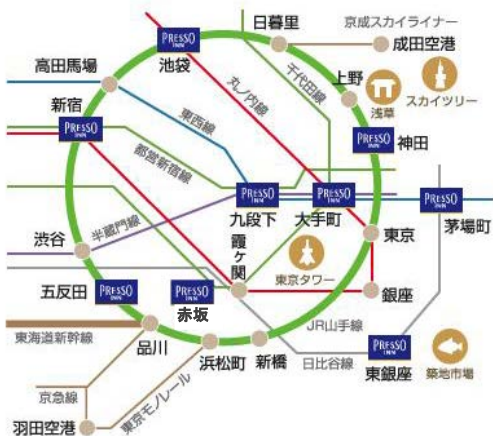 日暮里
京成スカイライナー
成田空港
PRESSO INN
池袋
高田馬場
丸ノ内線
千代田線
上野
浅草
スカイツリー
新宿
PRESSO INN
東西線
PRESSO INN
神田
都営新宿線
PRESSO INN
九段下
PRESSO INN
大手町
PRESSO INN
茅場町
半蔵門線
渋谷
霞ヶ関
東京
東京タワー
五反田
PRESSO INN
PRESSO INN
赤坂
銀座
JR山手線
東海道新幹線
品川
浜松町
新橋
日比谷線
PRESSO INN
東銀座
築地市場
京急線
東京モノレール
羽田空港